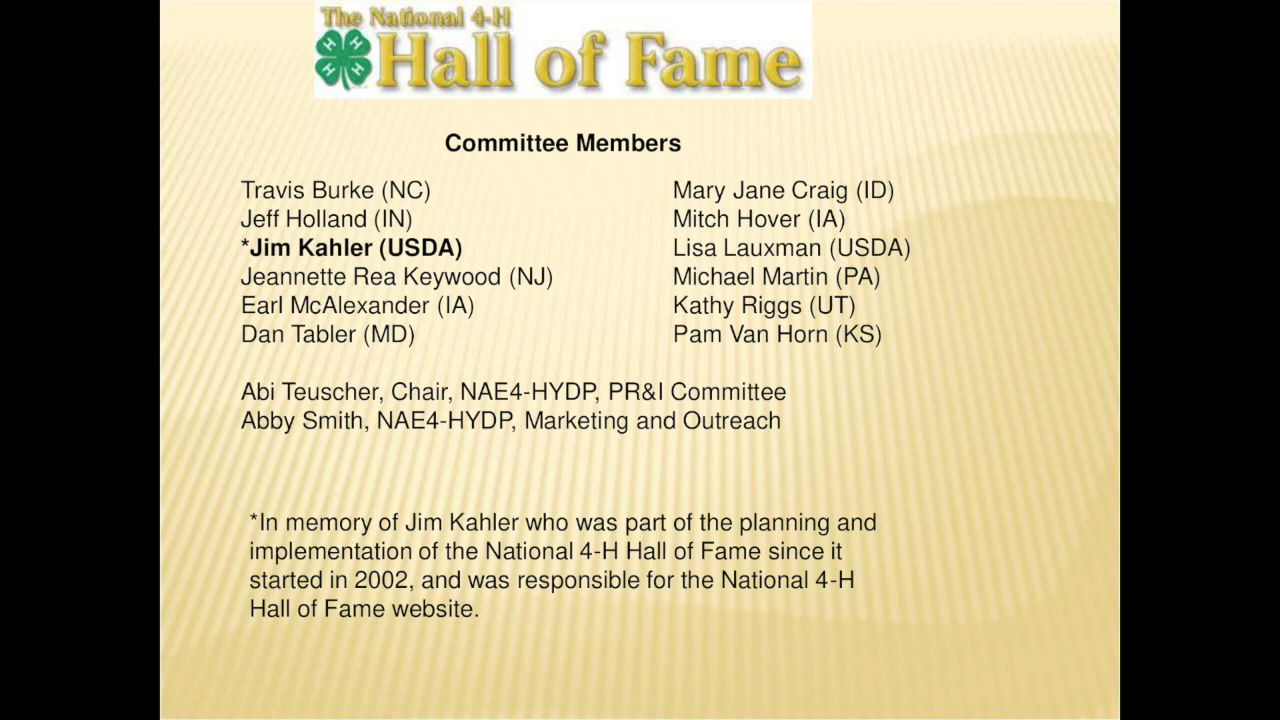 The National 4-H
Hall of Fame
Committee Members
Travis Burke (NC)
Jeff Holland (IN)
*Jim Kahler (USDA)
Jeannette Rea Keywood (NJ)
Earl McAlexander (IA)
Dan Tabler (MD)
Mary Jane Craig (ID)
Mitch Hover (IA)
Lisa Lauxman (USDA)
Michael Martin (PA)
Kathy Riggs (UT)
Pam Van Horn (KS)
Abi Teuscher, Chair, NAE4-HYDP, PR&I Committee
Abby Smith, NAE4-HYDP, Marketing and Outreach
*In memory of Jim Kahler who was part of the planning and
implementation of the National 4-H Hall of Fame since it
started in 2002, and was responsible for the National 4-H
Hall of Fame website.